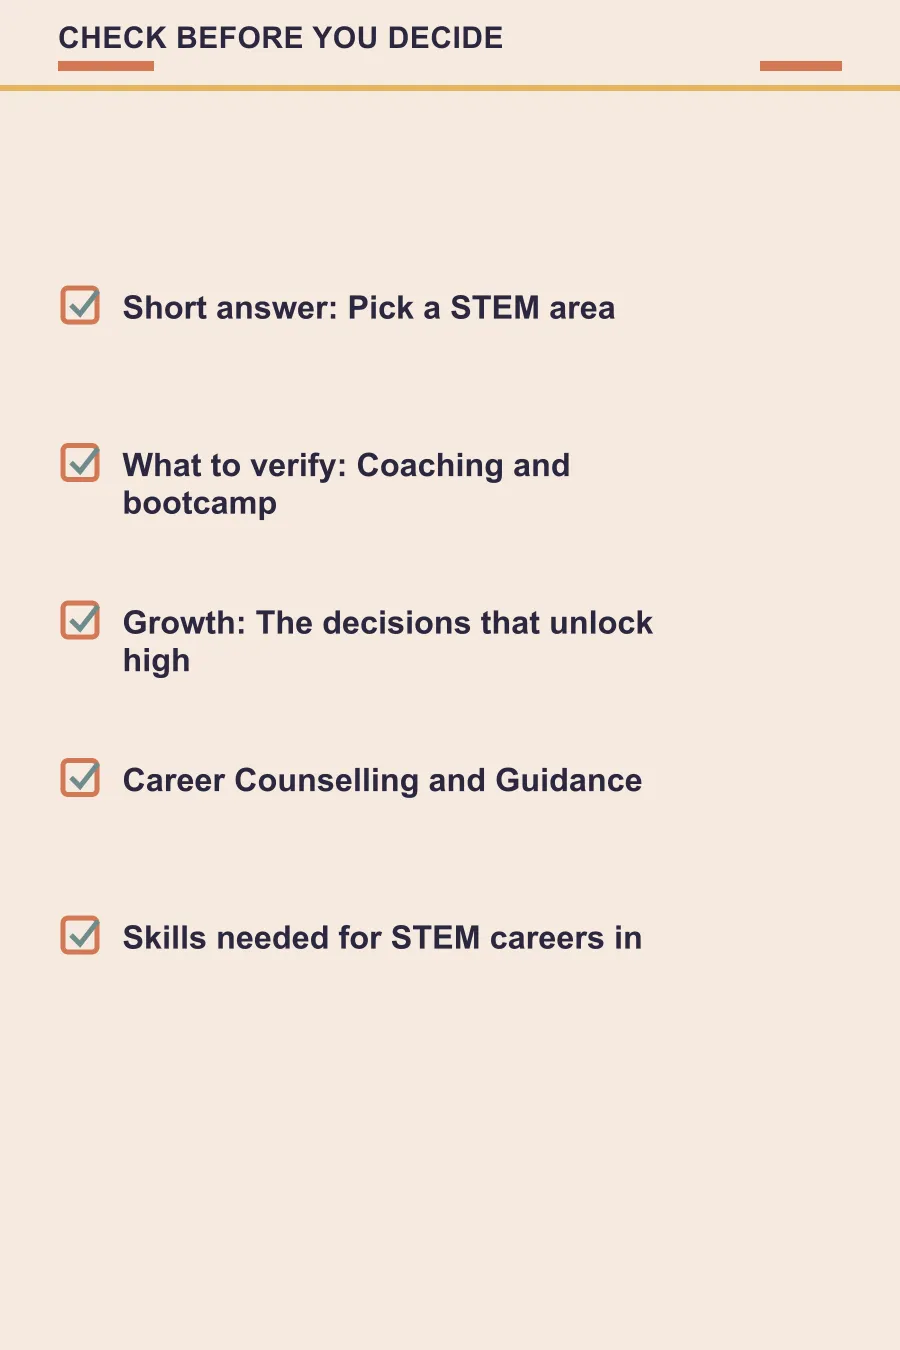 CHECK BEFORE YOU DECIDE
Short answer: Pick a STEM area
What to verify: Coaching and
bootcamp
Growth: The decisions that unlock
high
Career Counselling and Guidance
Skills needed for STEM careers in